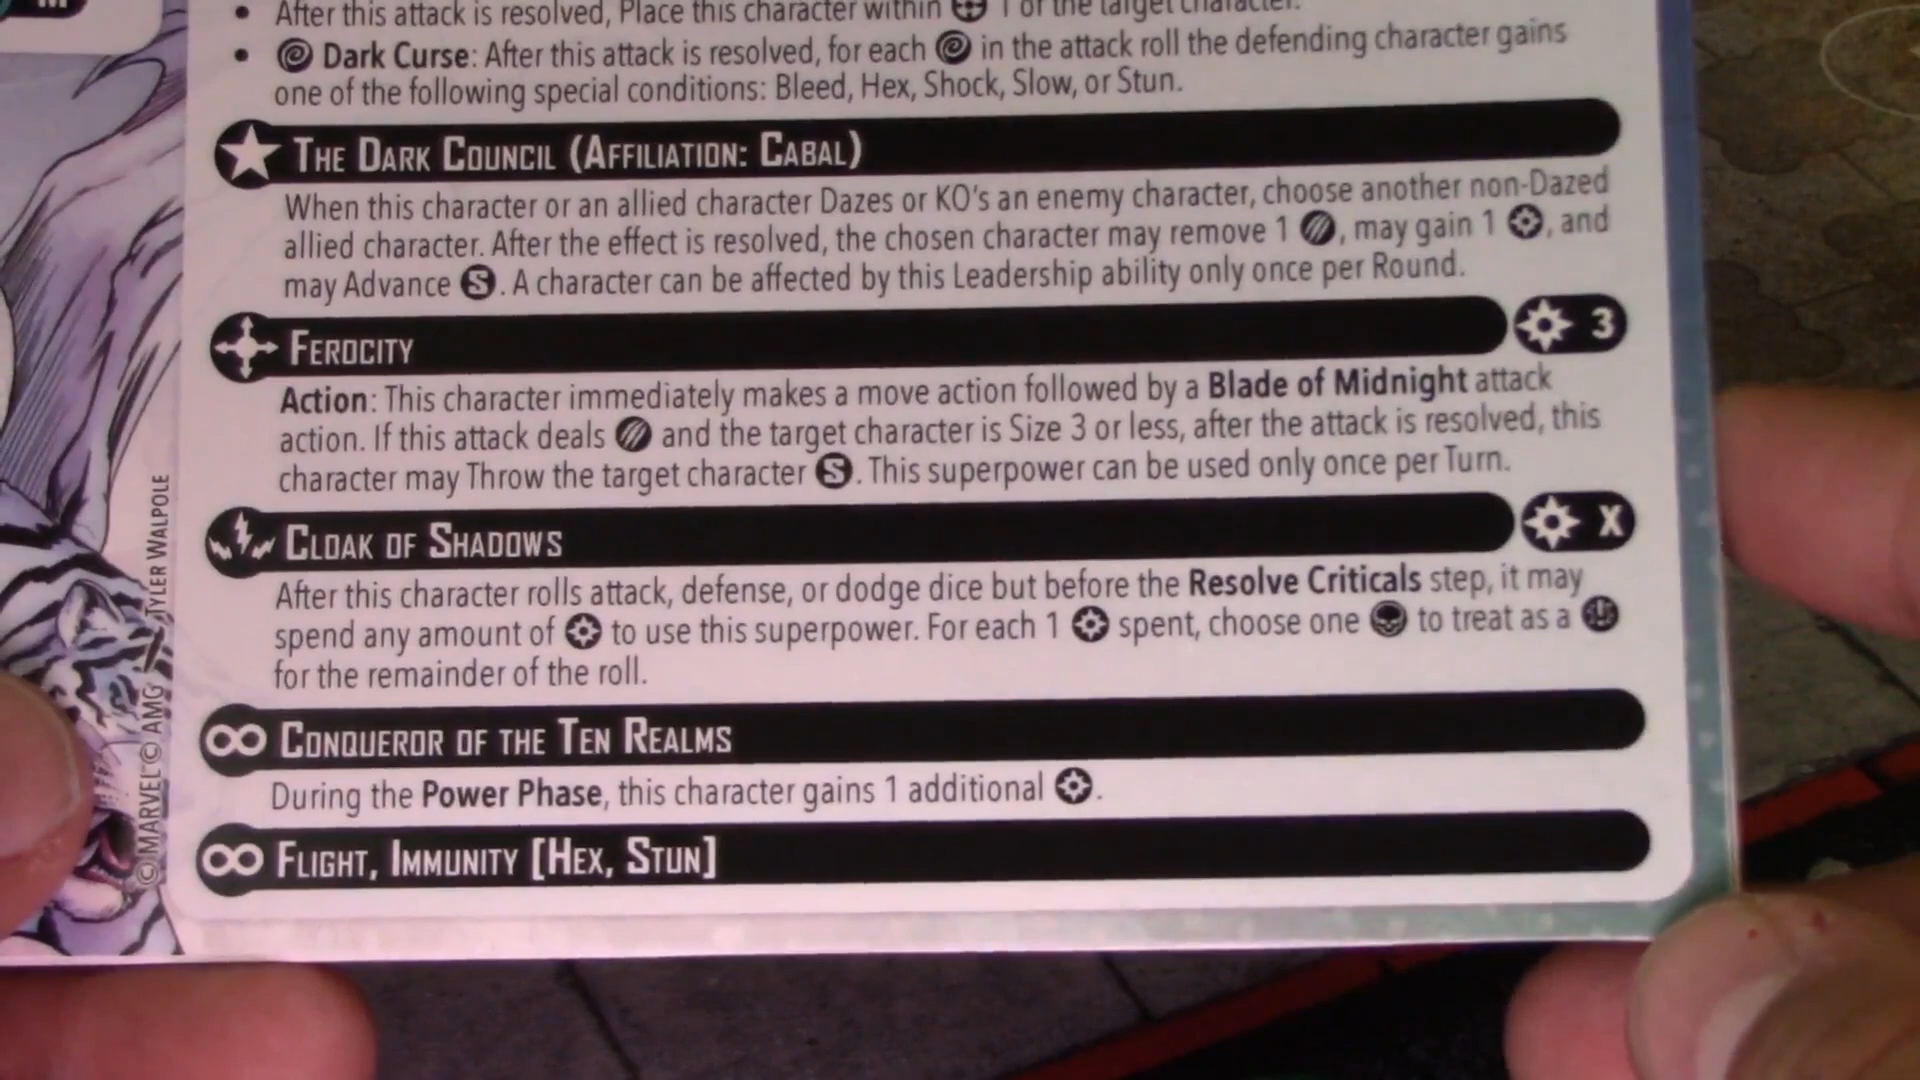 After this attack is resolved, Place this character within 1 of the target character.
Dark Curse: After this attack is resolved, for each in the attack roll the defending character gains
one of the following special conditions: Bleed, Hex, Shock, Slow, or Stun.
The Dark Council (Affiliation: Cabal)
When this character or an allied character Dazes or KO's an enemy character, choose another non-Dazed
allied character. After the effect is resolved, the chosen character may remove 1 , may gain 1 , and
may Advance S. A character can be affected by this Leadership ability only once per Round.
Ferocity 3
Action: This character immediately makes a move action followed by a Blade of Midnight attack
action. If this attack deals and the target character is Size 3 or less, after the attack is resolved, this
character may Throw the target character S. This superpower can be used only once per Turn.
Cloak of Shadows X
After this character rolls attack, defense, or dodge dice but before the Resolve Criticals step, it may
spend any amount of to use this superpower. For each 1 spent, choose one to treat as a
for the remainder of the roll.
Conqueror of the Ten Realms
During the Power Phase, this character gains 1 additional .
Flight, Immunity [Hex, Stun]
© MARVEL © AMG TYLER WALPOLE